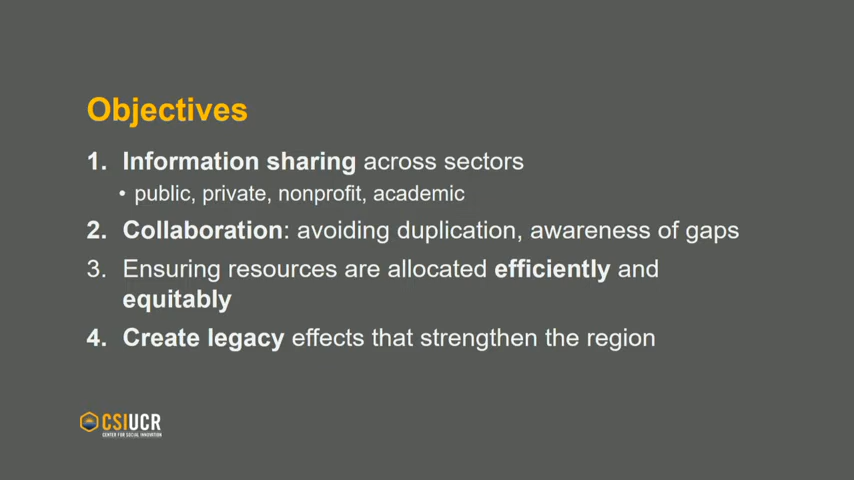 Objectives
1. Information sharing across sectors
• public, private, nonprofit, academic
2. Collaboration: avoiding duplication, awareness of gaps
3. Ensuring resources are allocated efficiently and
equitably
4. Create legacy effects that strengthen the region
CSIUCR
CENTER FOR SOCIAL INNOVATION